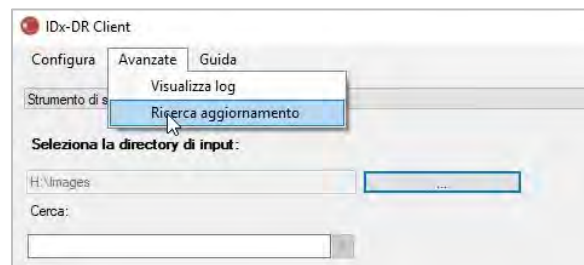 IDx-DR Client
Configura Avanzate Guida
Visualizza log
Strumento di s
Ricerca aggiornamento
Seleziona la directory di input:
H:\Images ...
Cerca: